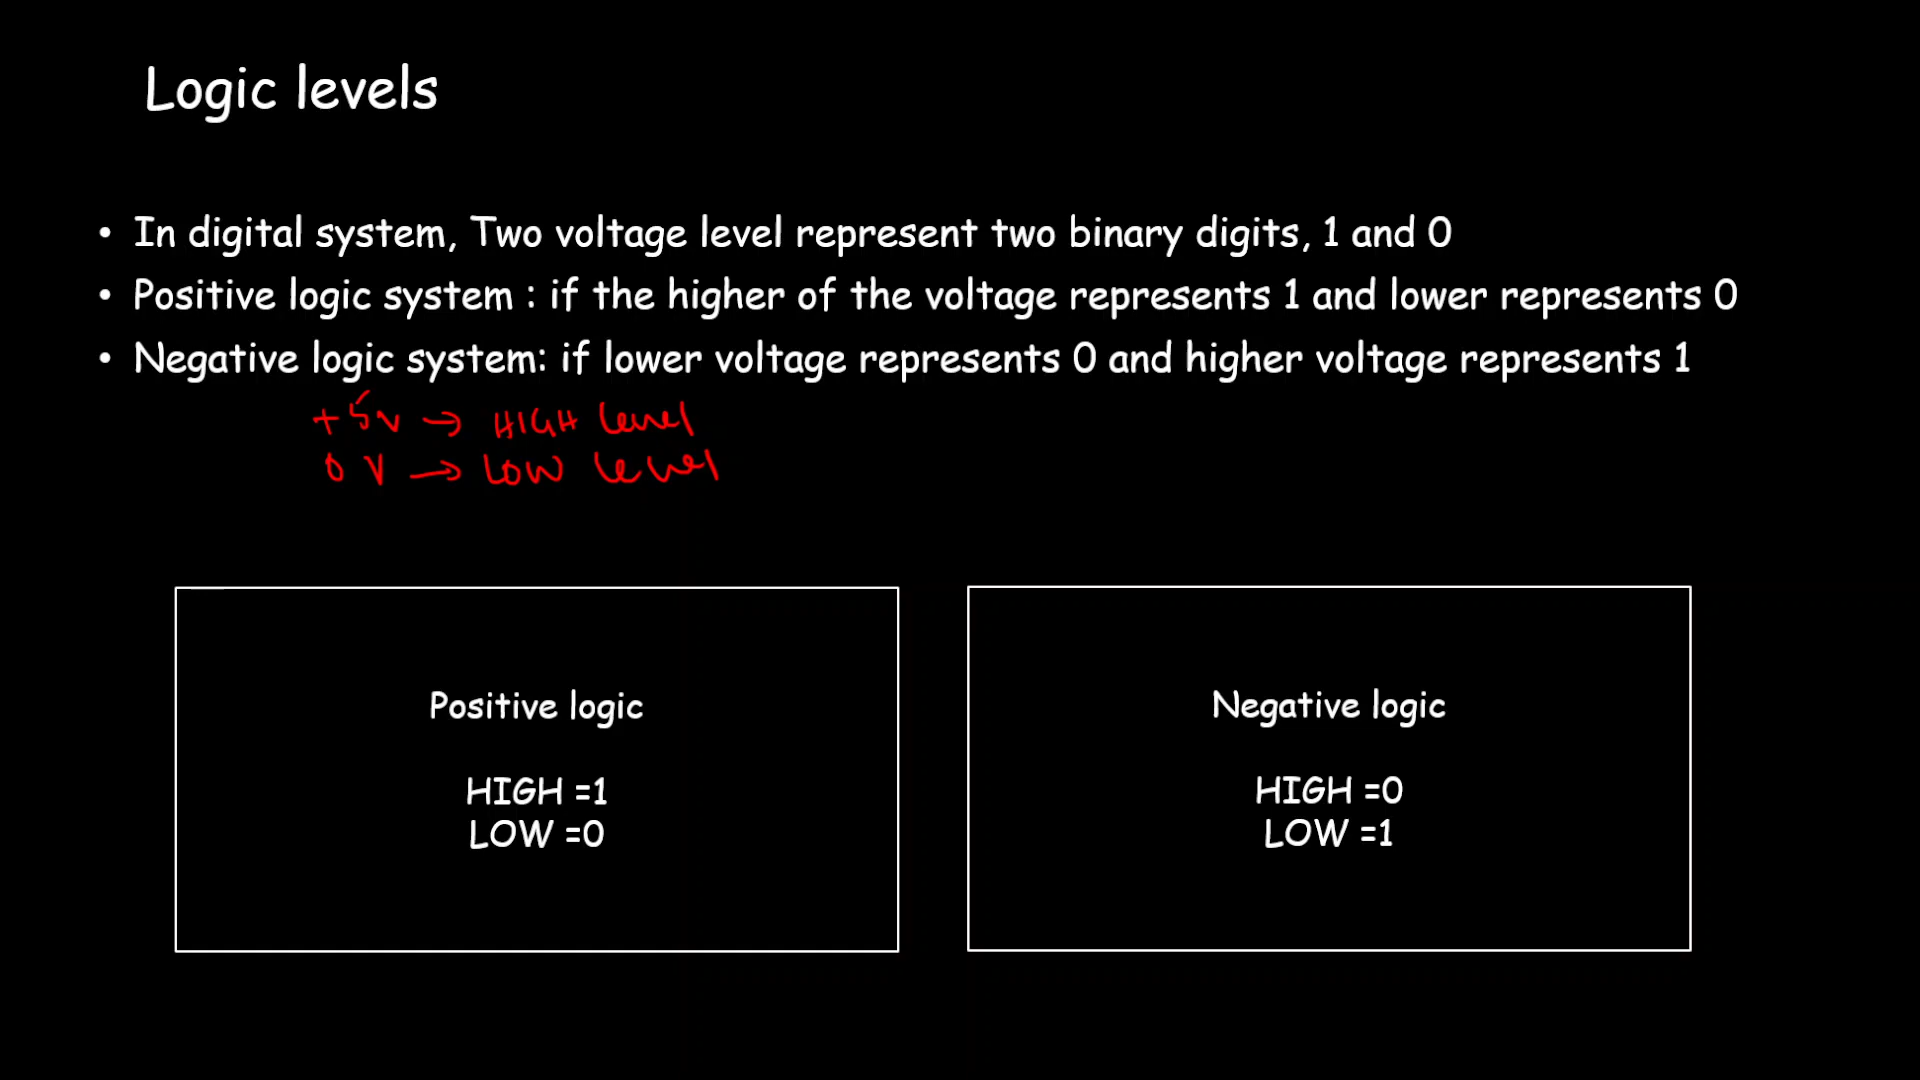 Logic levels
• In digital system, Two voltage level represent two binary digits, 1 and 0
• Positive logic system : if the higher of the voltage represents 1 and lower represents 0
• Negative logic system: if lower voltage represents 0 and higher voltage represents 1
+5v → HIGH level
0 V → LOW level
Positive logic
HIGH =1
LOW =0
Negative logic
HIGH =0
LOW =1